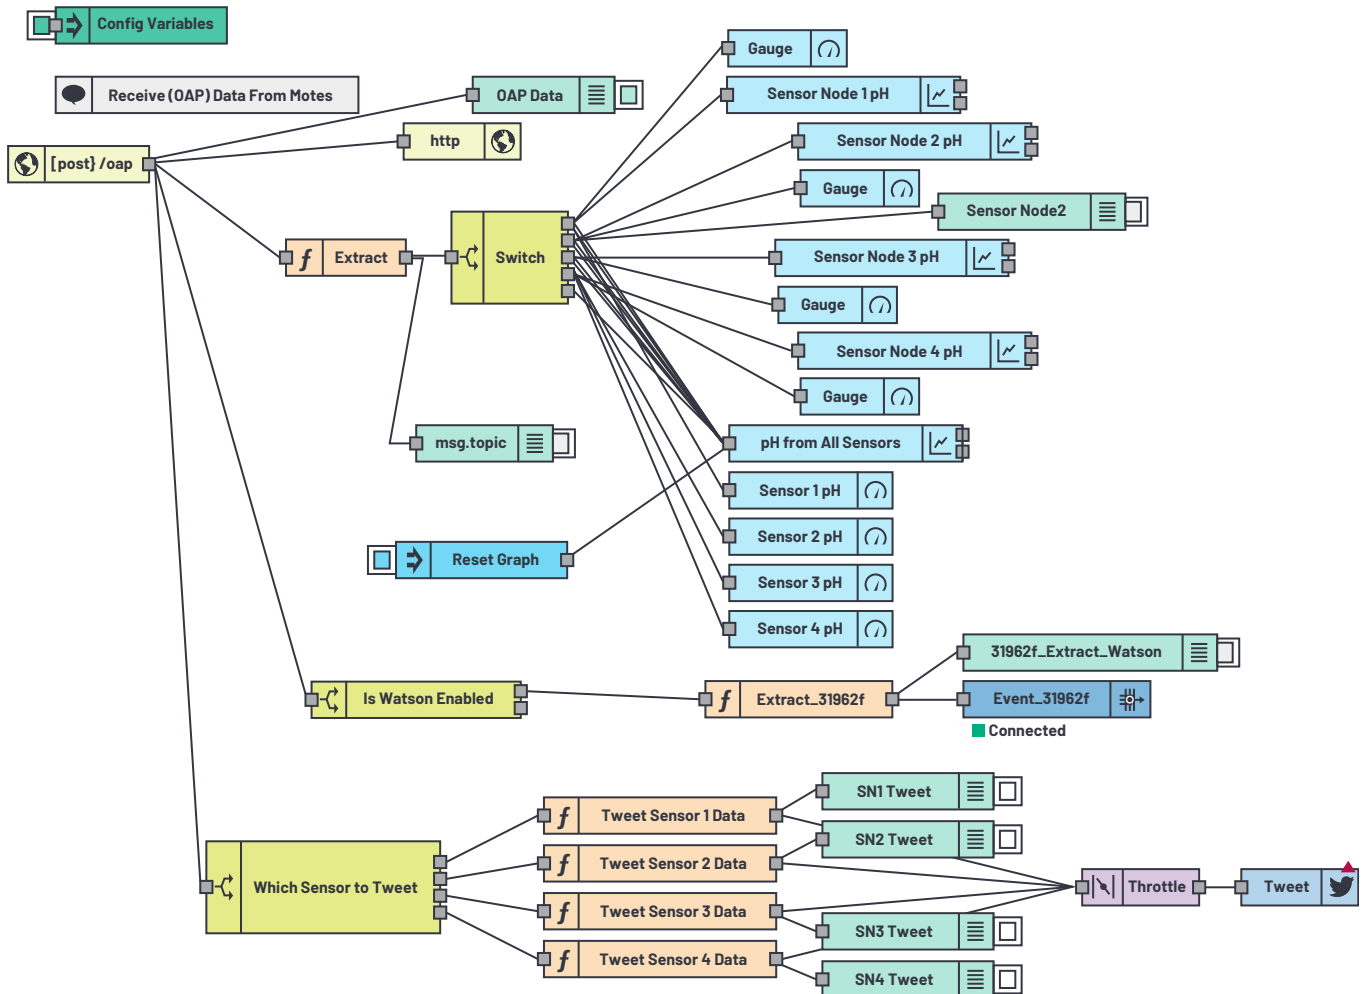 Config Variables
Receive (OAP) Data From Motes
[post} /oap
OAP Data
http
f Extract
Switch
msg.topic
Reset Graph
Gauge
Sensor Node 1 pH
Sensor Node 2 pH
Gauge
Sensor Node2
Sensor Node 3 pH
Gauge
Sensor Node 4 pH
Gauge
pH from All Sensors
Sensor 1 pH
Sensor 2 pH
Sensor 3 pH
Sensor 4 pH
Is Watson Enabled
f Extract_31962f
31962f_Extract_Watson
Event_31962f
Connected
Which Sensor to Tweet
f Tweet Sensor 1 Data
f Tweet Sensor 2 Data
f Tweet Sensor 3 Data
f Tweet Sensor 4 Data
SN1 Tweet
SN2 Tweet
SN3 Tweet
SN4 Tweet
Throttle
Tweet